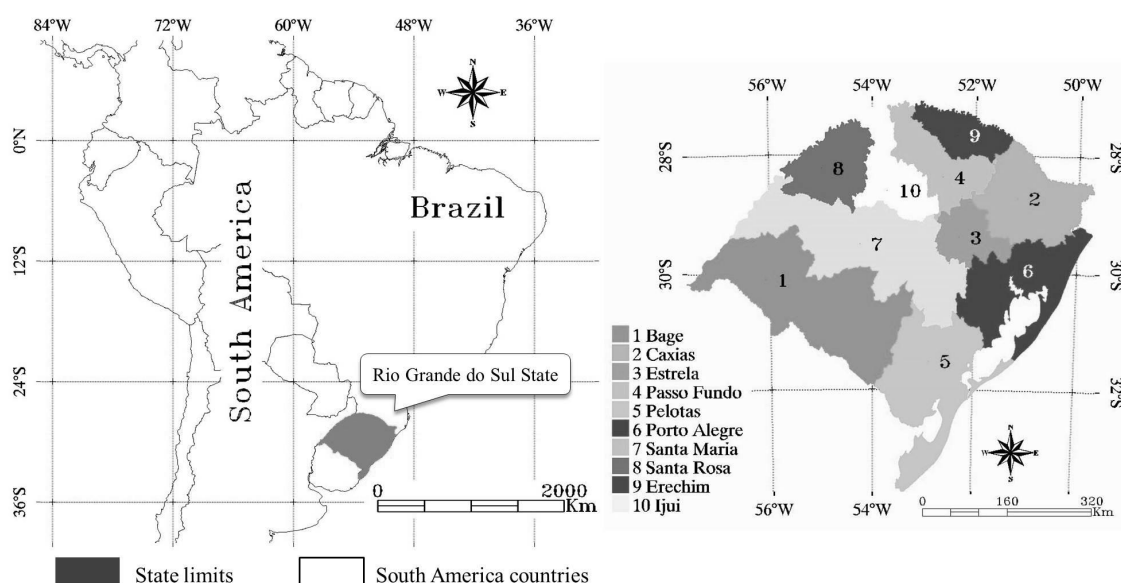 84°W 72°W 60°W 48°W 36°W
0°N
12°S
24°S
36°S
N
W E
S
South America
Brazil
Rio Grande do Sul State
0 2000
Km
State limits
South America countries
56°W 54°W 52°W 50°W
28°S 28°S
30°S 30°S
32°S 32°S
56°W 54°W 52°W 50°W
9
8
4
10
2
3
7
6
1
5
1 Bage
2 Caxias
3 Estrela
4 Passo Fundo
5 Pelotas
6 Porto Alegre
7 Santa Maria
8 Santa Rosa
9 Erechim
10 Ijui
N
W E
S
0 160 320
Km